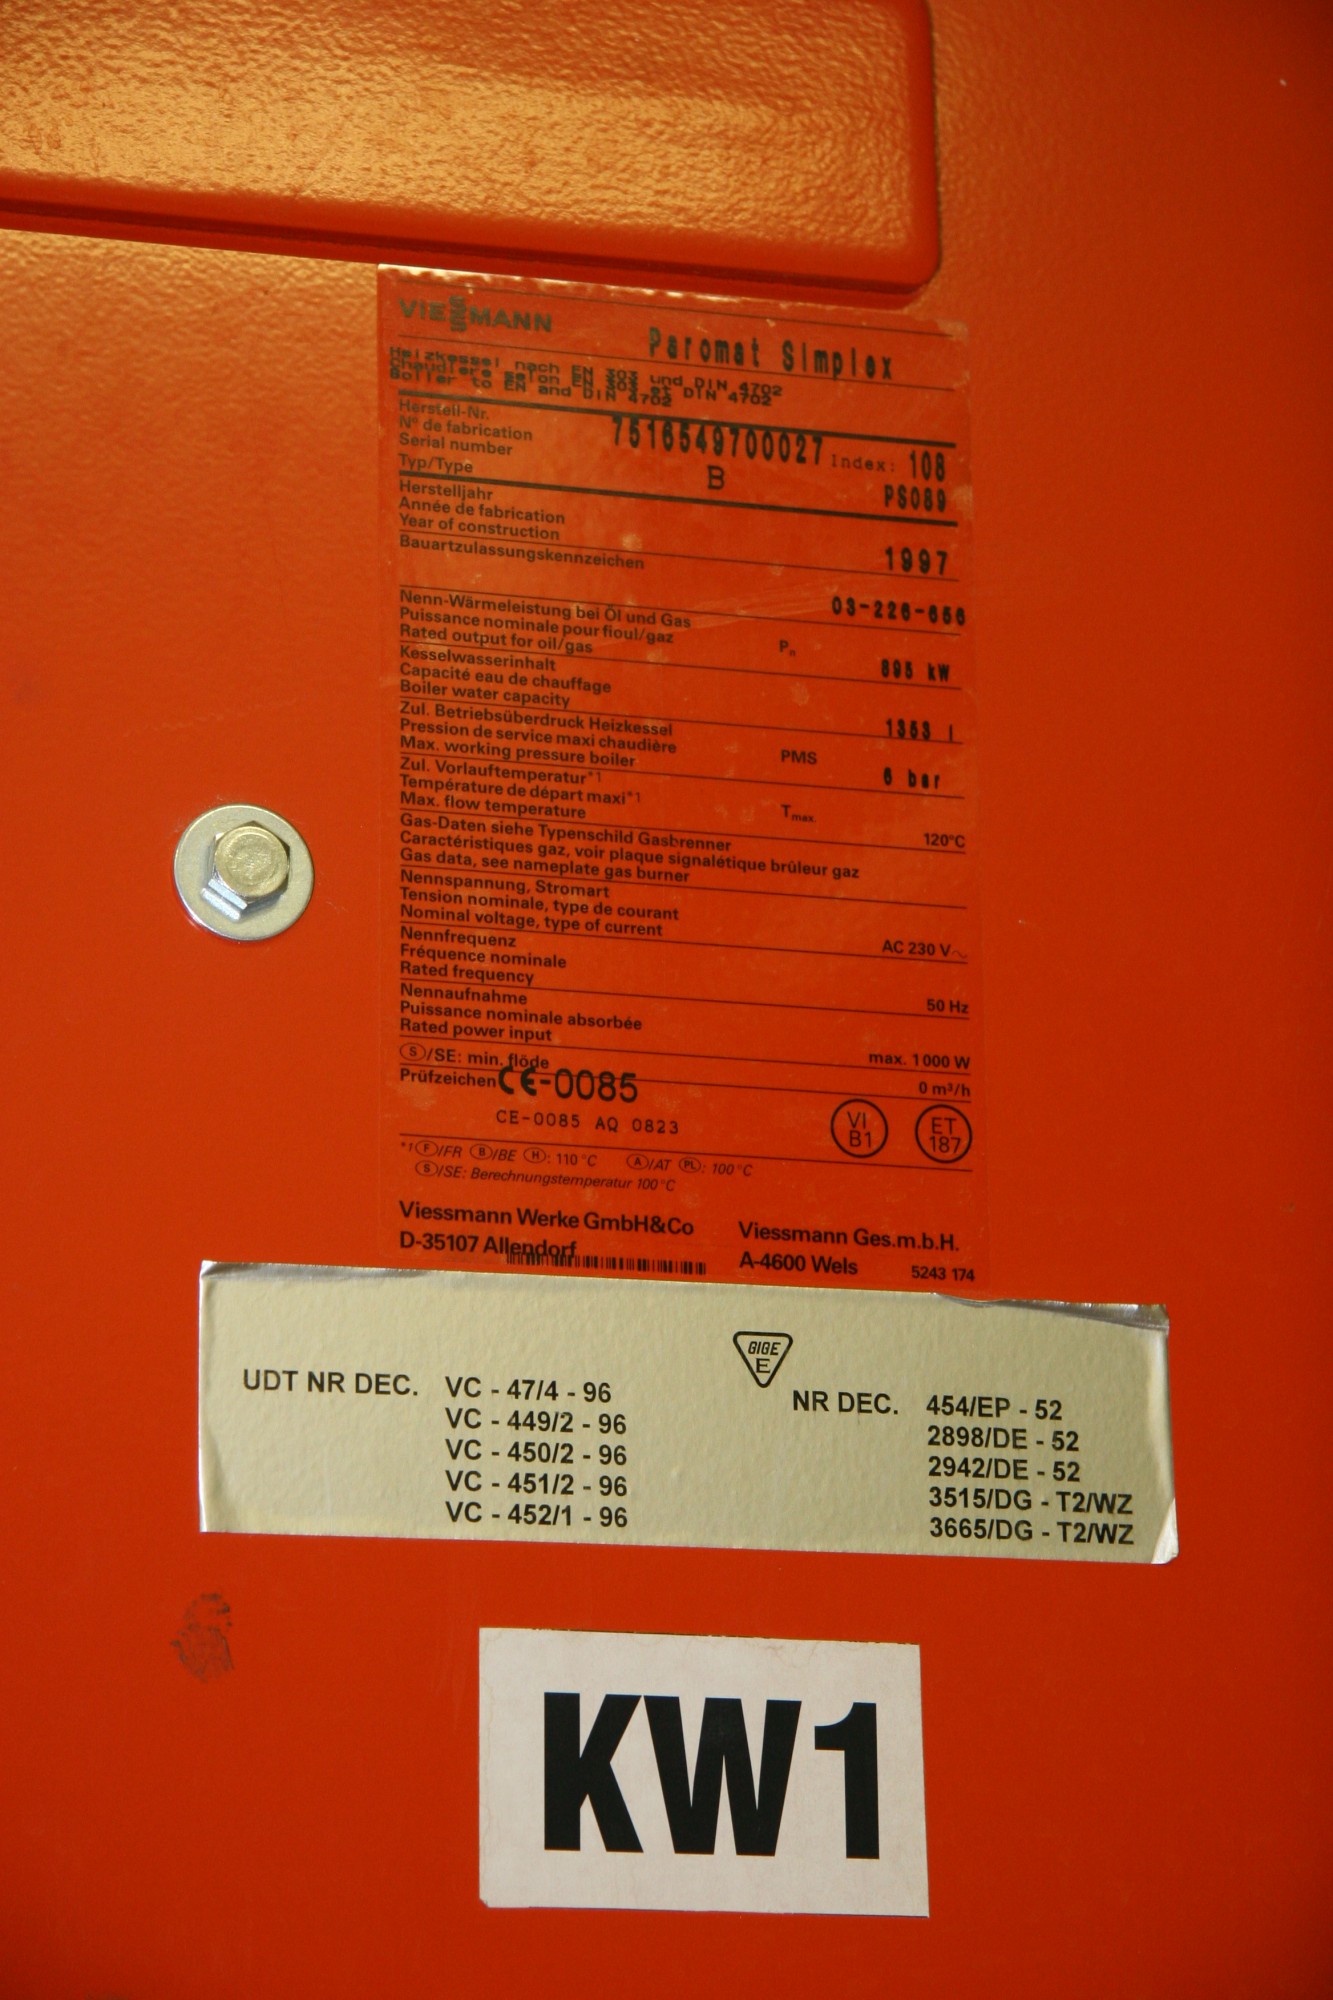 VIESSMANN
Paromat Simplex
Heizkessel nach EN 303 und DIN 4702
Chaudiere selon EN 303 et DIN 4702
Boiler to EN and DIN 4702
Herstell-Nr.
N° de fabrication
Serial number
7516549700027 Index: 108
Typ/Type
B
PS089
Herstelljahr
Année de fabrication
Year of construction
1997
Bauartzulassungskennzeichen
03-226-656
Nenn-Wärmeleistung bei Öl und Gas
Puissance nominale pour fioul/gaz
Rated output for oil/gas
Pn
895 kW
Kesselwasserinhalt
Capacité eau de chauffage
Boiler water capacity
1353 l
Zul. Betriebsüberdruck Heizkessel
Pression de service maxi chaudière
Max. working pressure boiler
PMS
6 bar
Zul. Vorlauftemperatur*1
Température de départ maxi*1
Max. flow temperature
Tmax.
120°C
Gas-Daten siehe Typenschild Gasbrenner
Caractéristiques gaz, voir plaque signalétique brûleur gaz
Gas data, see nameplate gas burner
Nennspannung, Stromart
Tension nominale, type de courant
Nominal voltage, type of current
AC 230 V~
Nennfrequenz
Fréquence nominale
Rated frequency
50 Hz
Nennaufnahme
Puissance nominale absorbée
Rated power input
max. 1000 W
(S)/SE: min. flöde
0 m³/h
Prüfzeichen CE-0085
CE-0085 AQ 0823
VI
B1
ET
187
*1 (F)/FR (B)/BE (H): 110°C (A)/AT (PL): 100°C
(S)/SE: Berechnungstemperatur 100°C
Viessmann Werke GmbH&Co
D-35107 Allendorf
Viessmann Ges.m.b.H.
A-4600 Wels
5243 174
UDT NR DEC. VC - 47/4 - 96
VC - 449/2 - 96
VC - 450/2 - 96
VC - 451/2 - 96
VC - 452/1 - 96
GIGE
E
NR DEC. 454/EP - 52
2898/DE - 52
2942/DE - 52
3515/DG - T2/WZ
3665/DG - T2/WZ
KW1